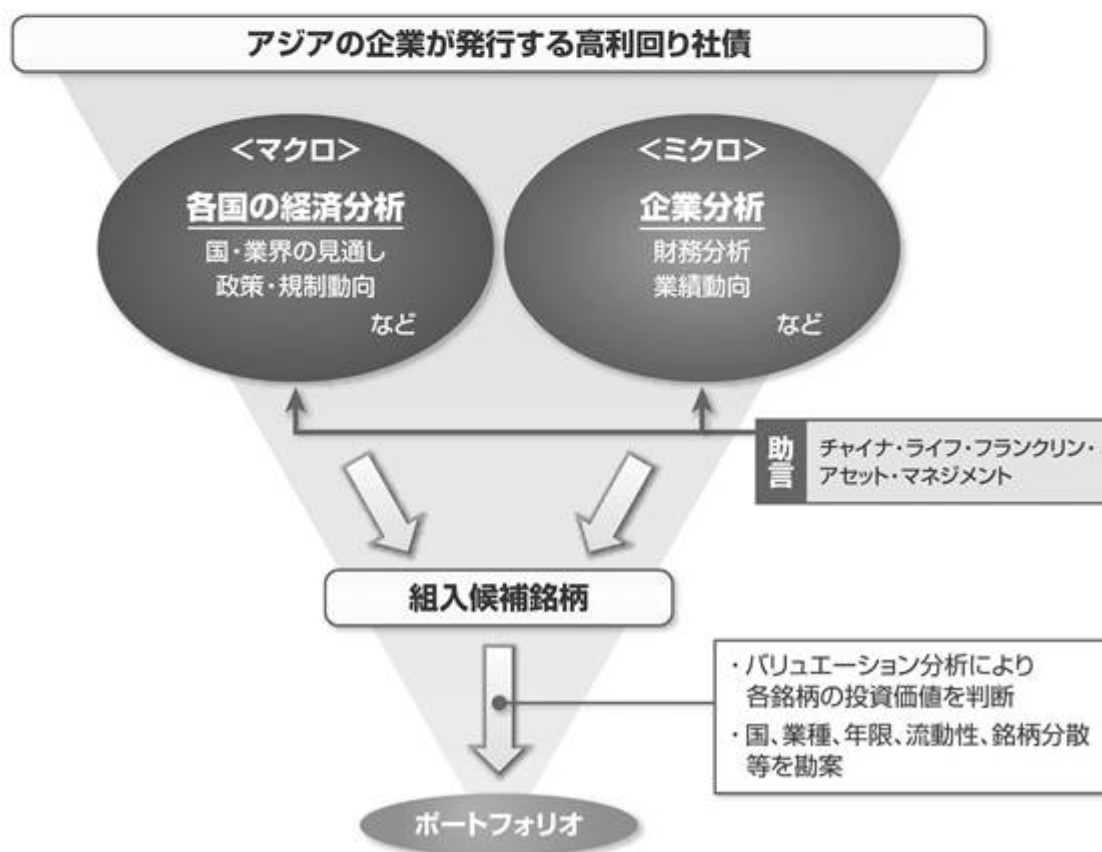 アジアの企業が発行する高利回り社債
＜マクロ＞
各国の経済分析
国・業界の見通し
政策・規制動向
など
＜ミクロ＞
企業分析
財務分析
業績動向
など
助言
チャイナ・ライフ・フランクリン・
アセット・マネジメント
組入候補銘柄
・バリュエーション分析により
各銘柄の投資価値を判断
・国、業種、年限、流動性、銘柄分散
等を勘案
ポートフォリオ